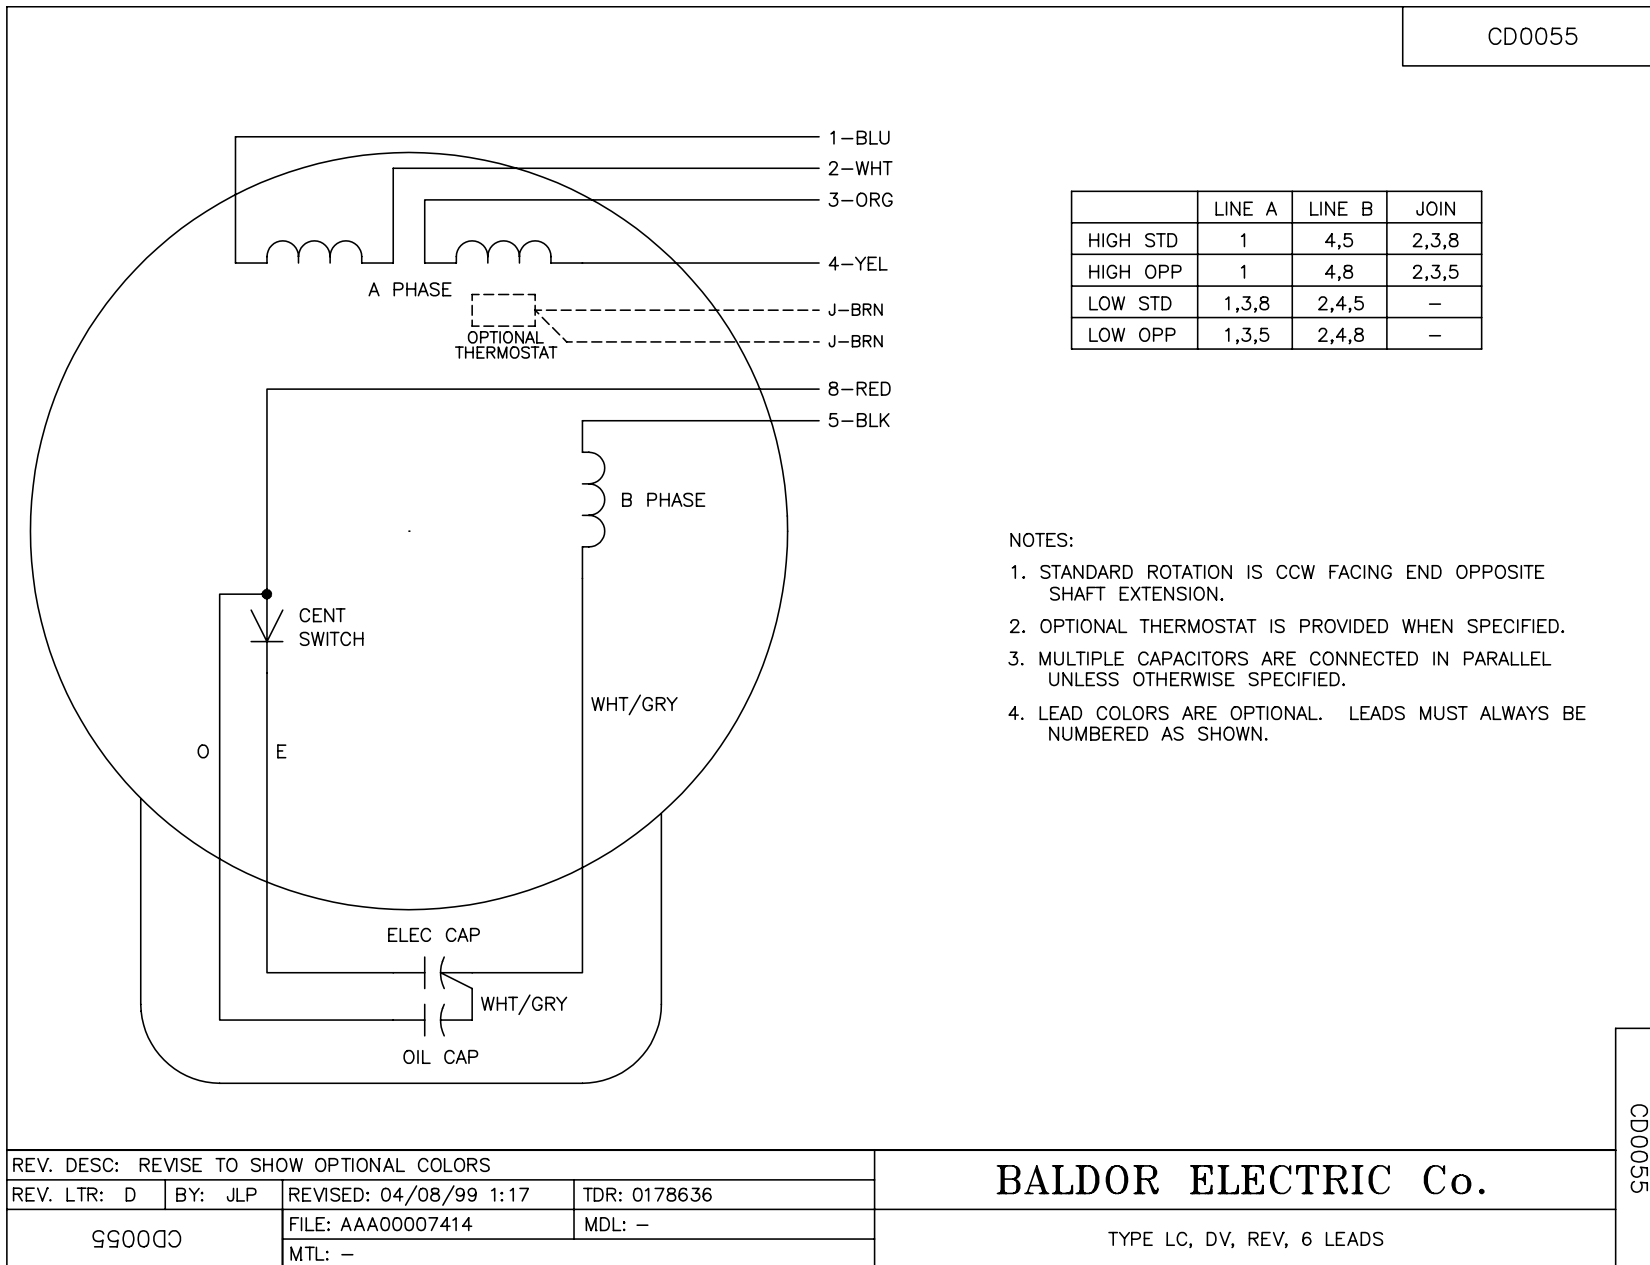 CD0055
1-BLU
2-WHT
3-ORG
4-YEL
A PHASE
J-BRN
OPTIONAL
THERMOSTAT
J-BRN
8-RED
5-BLK
B PHASE
CENT
SWITCH
WHT/GRY
O
E
ELEC CAP
WHT/GRY
OIL CAP
LINE A LINE B JOIN
HIGH STD 1 4,5 2,3,8
HIGH OPP 1 4,8 2,3,5
LOW STD 1,3,8 2,4,5 –
LOW OPP 1,3,5 2,4,8 –
NOTES:
1. STANDARD ROTATION IS CCW FACING END OPPOSITE
SHAFT EXTENSION.
2. OPTIONAL THERMOSTAT IS PROVIDED WHEN SPECIFIED.
3. MULTIPLE CAPACITORS ARE CONNECTED IN PARALLEL
UNLESS OTHERWISE SPECIFIED.
4. LEAD COLORS ARE OPTIONAL. LEADS MUST ALWAYS BE
NUMBERED AS SHOWN.
CD0055
REV. DESC: REVISE TO SHOW OPTIONAL COLORS
REV. LTR: D BY: JLP REVISED: 04/08/99 1:17 TDR: 0178636
CD0055
FILE: AAA00007414 MDL: –
MTL: –
BALDOR ELECTRIC Co.
TYPE LC, DV, REV, 6 LEADS